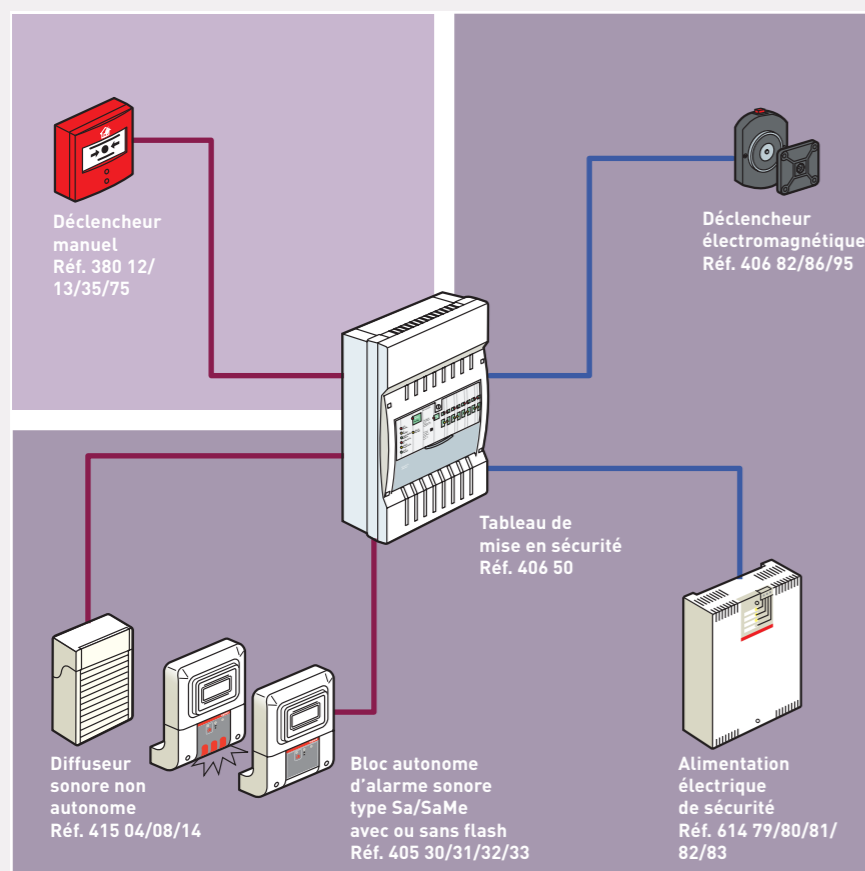 Déclencheur
manuel
Réf. 380 12/
13/35/75
Déclencheur
électromagnétique
Réf. 406 82/86/95
Tableau de
mise en sécurité
Réf. 406 50
Diffuseur
sonore non
autonome
Réf. 415 04/08/14
Bloc autonome
d'alarme sonore
type Sa/SaMe
avec ou sans flash
Réf. 405 30/31/32/33
Alimentation
électrique
de sécurité
Réf. 614 79/80/81/
82/83